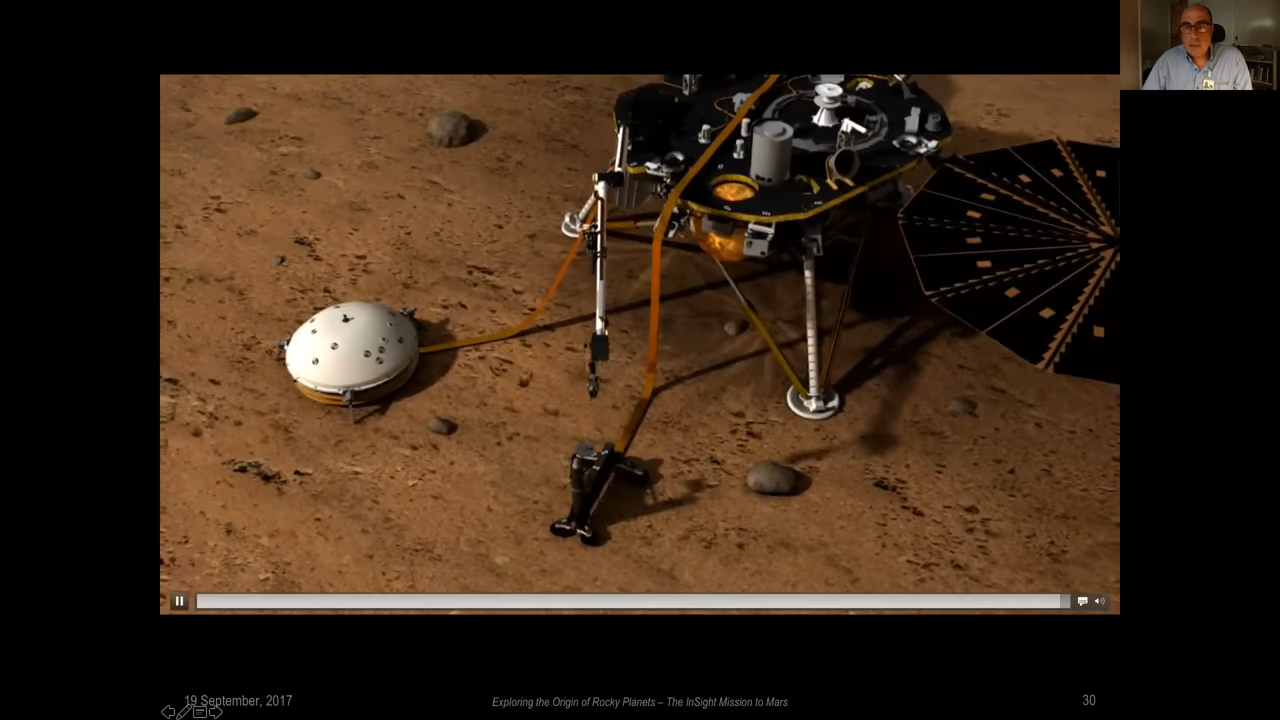 19 September, 2017
Exploring the Origin of Rocky Planets – The InSight Mission to Mars
30